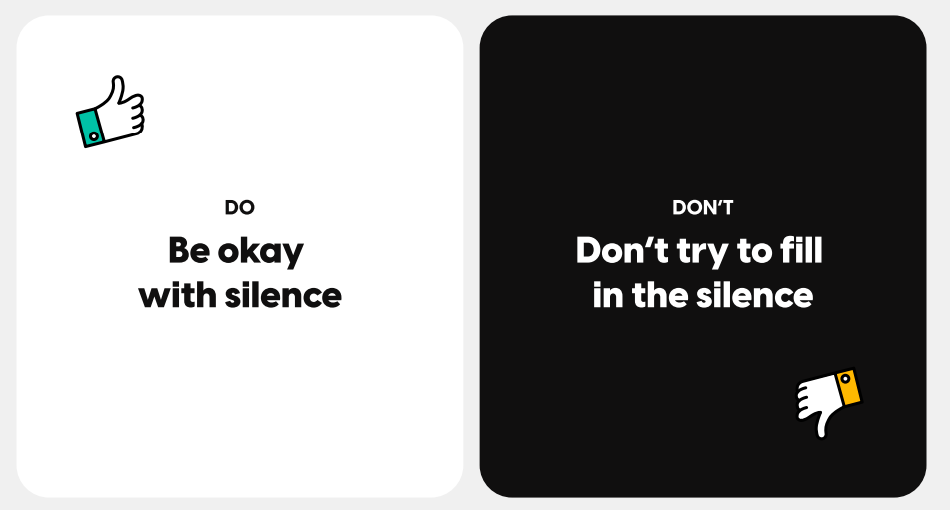 DO
Be okay
with silence
DON’T
Don’t try to fill
in the silence